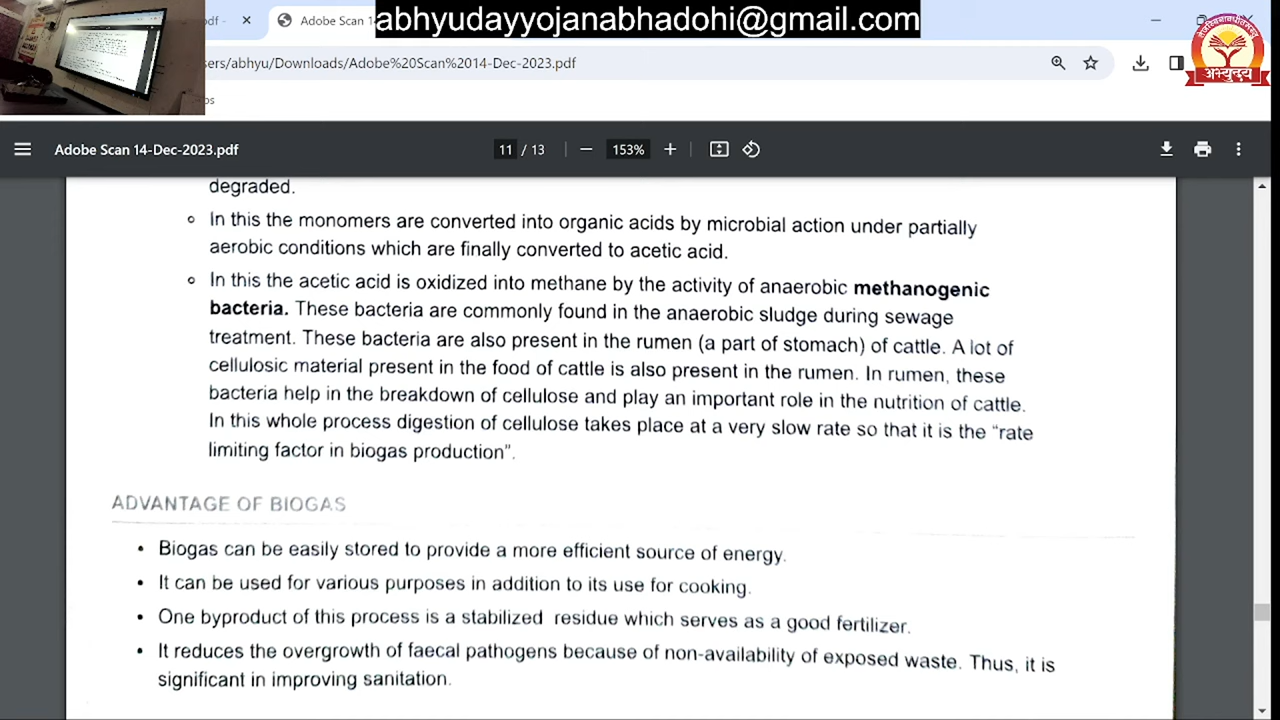 pdf -
Adobe Scan 1
abhyudayyojanabhadohi@gmail.com
ers/abhyu/Downloads/Adobe%20Scan%2014-Dec-2023.pdf
अभ्युदय
Adobe Scan 14-Dec-2023.pdf
11 / 13
153%
degraded.
In this the monomers are converted into organic acids by microbial action under partially
aerobic conditions which are finally converted to acetic acid.
In this the acetic acid is oxidized into methane by the activity of anaerobic methanogenic
bacteria. These bacteria are commonly found in the anaerobic sludge during sewage
treatment. These bacteria are also present in the rumen (a part of stomach) of cattle. A lot of
cellulosic material present in the food of cattle is also present in the rumen. In rumen, these
bacteria help in the breakdown of cellulose and play an important role in the nutrition of cattle.
In this whole process digestion of cellulose takes place at a very slow rate so that it is the “rate
limiting factor in biogas production”.
ADVANTAGE OF BIOGAS
• Biogas can be easily stored to provide a more efficient source of energy.
• It can be used for various purposes in addition to its use for cooking.
• One byproduct of this process is a stabilized residue which serves as a good fertilizer.
• It reduces the overgrowth of faecal pathogens because of non-availability of exposed waste. Thus, it is
significant in improving sanitation.